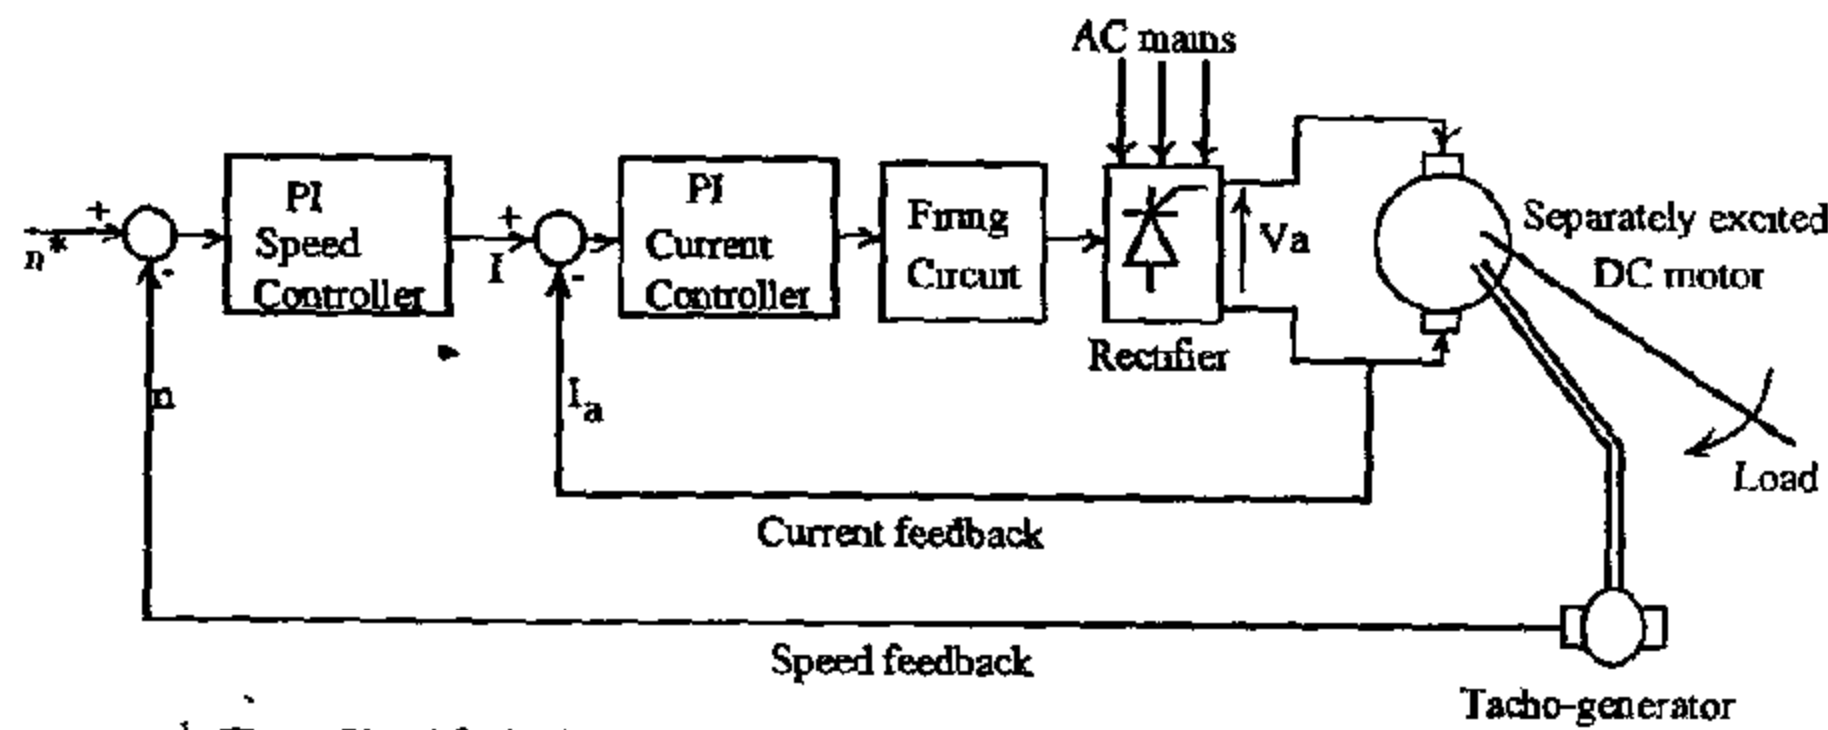 AC mains
+
n*
-
PI
Speed
Controller
+
I
-
PI
Current
Controller
Firing
Circuit
Va
Rectifier
Separately excited
DC motor
n
Ia
Load
Current feedback
Speed feedback
Tacho-generator